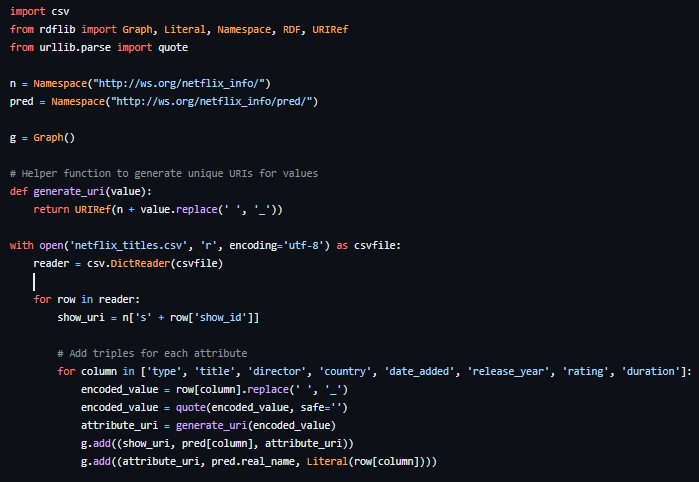 import csv
from rdflib import Graph, Literal, Namespace, RDF, URIRef
from urllib.parse import quote

n = Namespace("http://ws.org/netflix_info/")
pred = Namespace("http://ws.org/netflix_info/pred/")

g = Graph()

# Helper function to generate unique URIs for values
def generate_uri(value):
    return URIRef(n + value.replace(' ', '_'))

with open('netflix_titles.csv', 'r', encoding='utf-8') as csvfile:
    reader = csv.DictReader(csvfile)

    for row in reader:
        show_uri = n['s' + row['show_id']]

        # Add triples for each attribute
        for column in ['type', 'title', 'director', 'country', 'date_added', 'release_year', 'rating', 'duration']:
            encoded_value = row[column].replace(' ', '_')
            encoded_value = quote(encoded_value, safe='')
            attribute_uri = generate_uri(encoded_value)
            g.add((show_uri, pred[column], attribute_uri))
            g.add((attribute_uri, pred.real_name, Literal(row[column])))